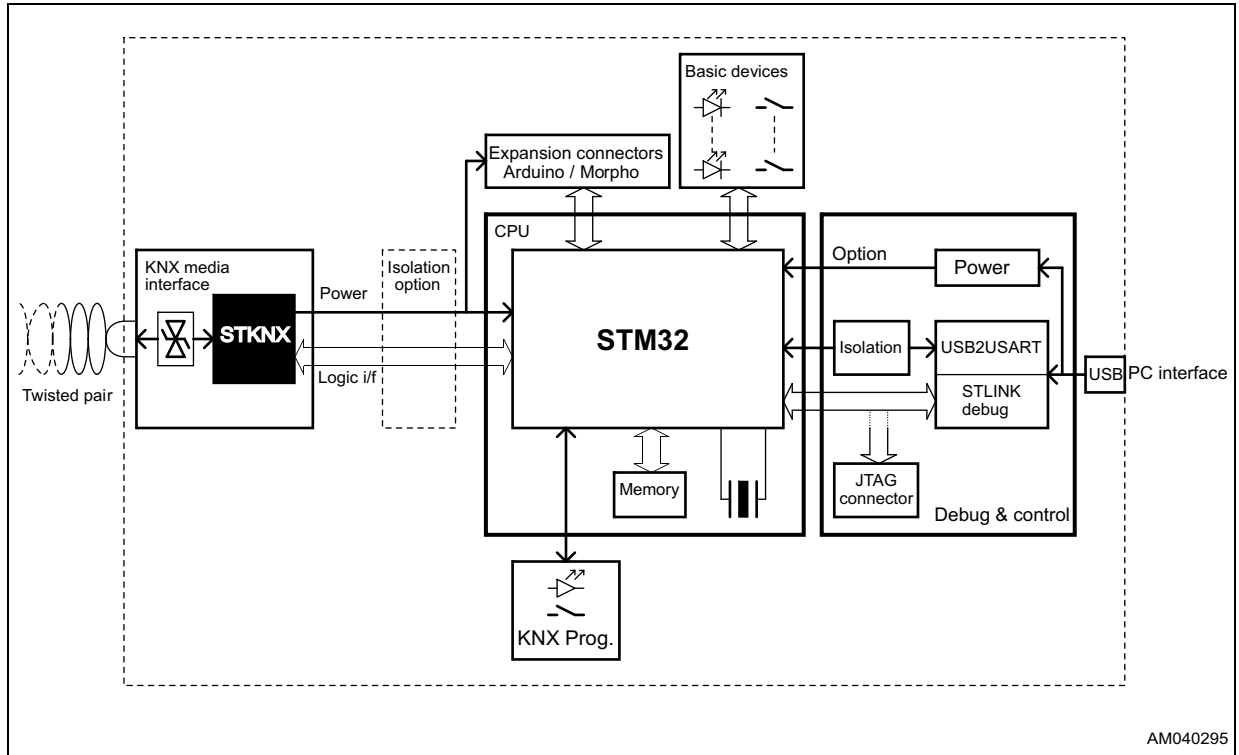 Basic devices
Expansion connectors
Arduino / Morpho
CPU
KNX media
interface
Isolation
option
Option
Power
Power
STKNX
STM32
Isolation
USB2USART
USB
PC interface
Logic i/f
STLINK
debug
Twisted pair
Memory
JTAG
connector
Debug & control
KNX Prog.
AM040295